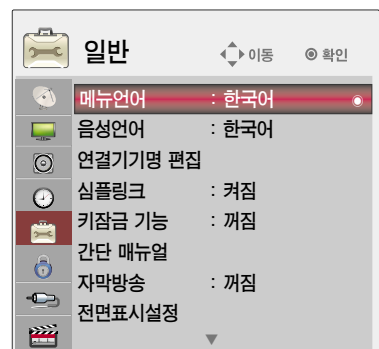 일반 이동 확인
메뉴언어 : 한국어
음성언어 : 한국어
연결기기명 편집
심플링크 : 켜짐
키잠금 기능 : 꺼짐
간단 매뉴얼
자막방송 : 꺼짐
전면표시설정